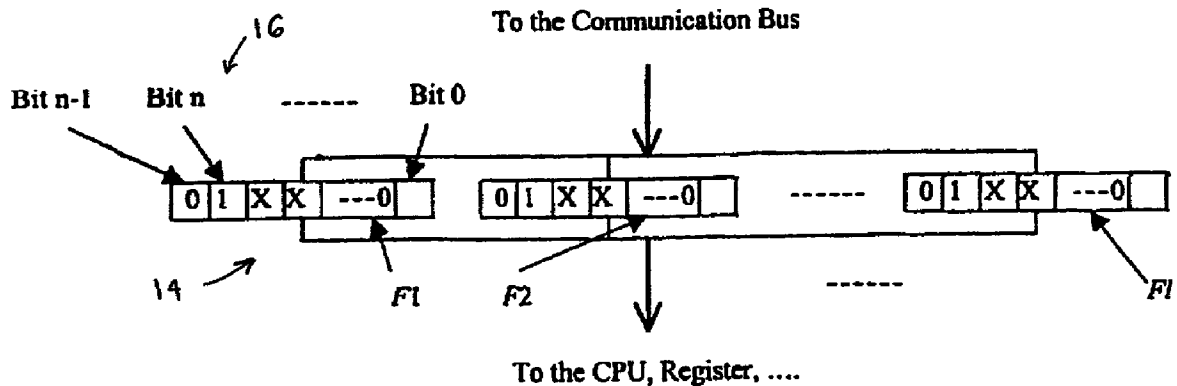 To the Communication Bus
16
Bit n-1 Bit n ------ Bit 0
0 1 X X ---0 0 1 X X ---0 ------ 0 1 X X ---0
14 F1 F2 ------ Fl
To the CPU, Register, ....